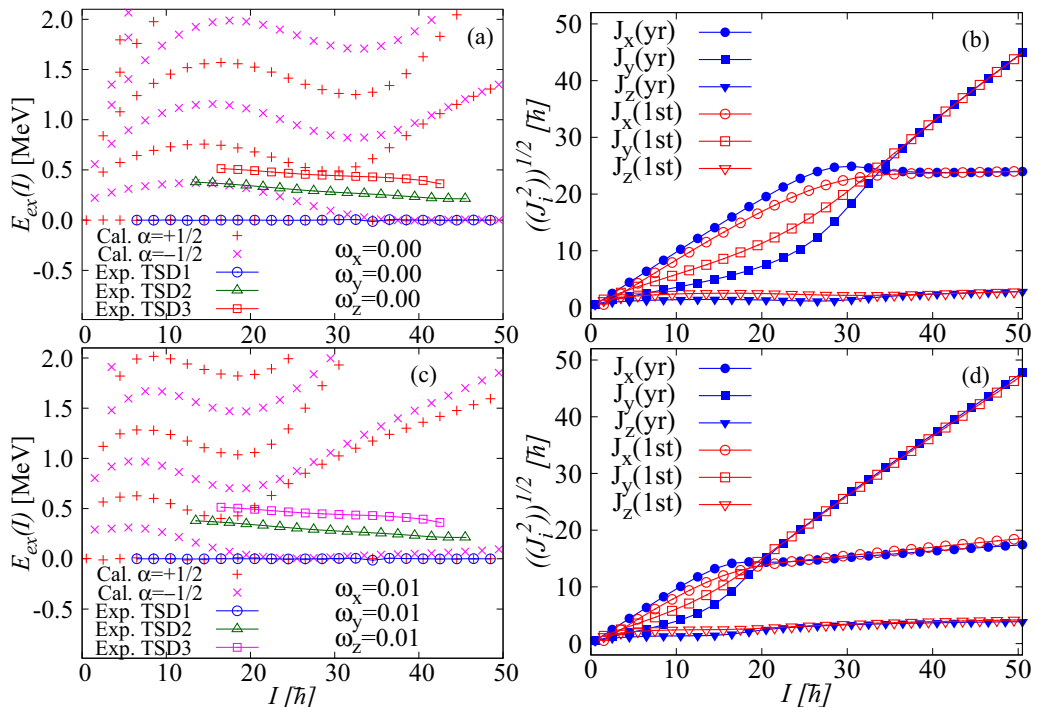 (a)
E_ex(I) [MeV]
2.0
1.5
1.0
0.5
0.0
-0.5
Cal. α=+1/2
Cal. α=−1/2
Exp. TSD1
Exp. TSD2
Exp. TSD3
ω_x=0.00
ω_y=0.00
ω_z=0.00
0 10 20 30 40 50
(b)
((J_i^2))^1/2 [ħ]
50
40
30
20
10
0
J_x(yr)
J_y(yr)
J_z(yr)
J_x(1st)
J_y(1st)
J_z(1st)
0 10 20 30 40 50
(c)
E_ex(I) [MeV]
2.0
1.5
1.0
0.5
0.0
-0.5
Cal. α=+1/2
Cal. α=−1/2
Exp. TSD1
Exp. TSD2
Exp. TSD3
ω_x=0.01
ω_y=0.01
ω_z=0.01
0 10 20 30 40 50
I [ħ]
(d)
((J_i^2))^1/2 [ħ]
50
40
30
20
10
0
J_x(yr)
J_y(yr)
J_z(yr)
J_x(1st)
J_y(1st)
J_z(1st)
0 10 20 30 40 50
I [ħ]